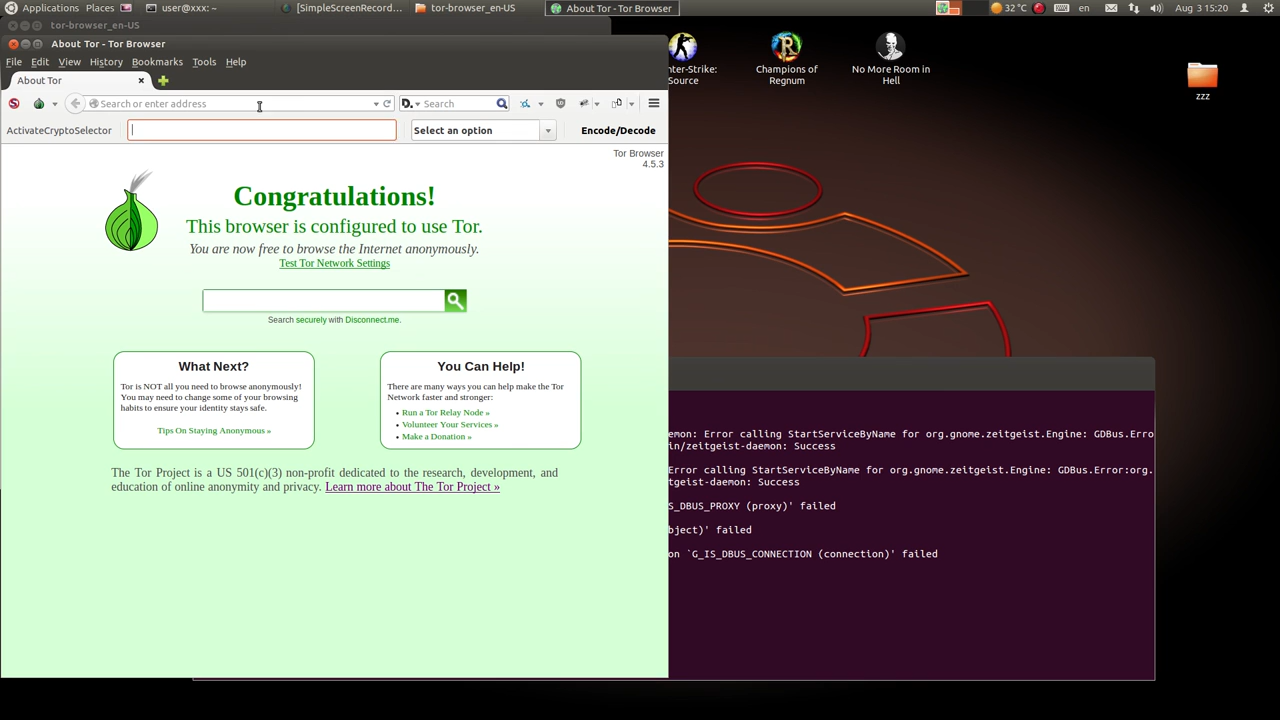 Applications Places user@xxx: ~ [SimpleScreenRecord... tor-browser_en-US About Tor - Tor Browser 32 °C en Aug 3 15:20
tor-browser_en-US
About Tor - Tor Browser
File Edit View History Bookmarks Tools Help
About Tor
Search or enter address
D. Search
ActivateCryptoSelector
Select an option
Encode/Decode
Tor Browser
4.5.3
Congratulations!
This browser is configured to use Tor.
You are now free to browse the Internet anonymously.
Test Tor Network Settings
Search securely with Disconnect.me.
What Next?
Tor is NOT all you need to browse anonymously!
You may need to change some of your browsing
habits to ensure your identity stays safe.
Tips On Staying Anonymous »
You Can Help!
There are many ways you can help make the Tor
Network faster and stronger:
• Run a Tor Relay Node »
• Volunteer Your Services »
• Make a Donation »
The Tor Project is a US 501(c)(3) non-profit dedicated to the research, development, and
education of online anonymity and privacy. Learn more about The Tor Project »
nter-Strike:
Source
Champions of
Regnum
No More Room in
Hell
zzz
emon: Error calling StartServiceByName for org.gnome.zeitgeist.Engine: GDBus.Erro
in/zeitgeist-daemon: Success
Error calling StartServiceByName for org.gnome.zeitgeist.Engine: GDBus.Error:org.
tgeist-daemon: Success
S_DBUS_PROXY (proxy)' failed
bject)' failed
on `G_IS_DBUS_CONNECTION (connection)' failed